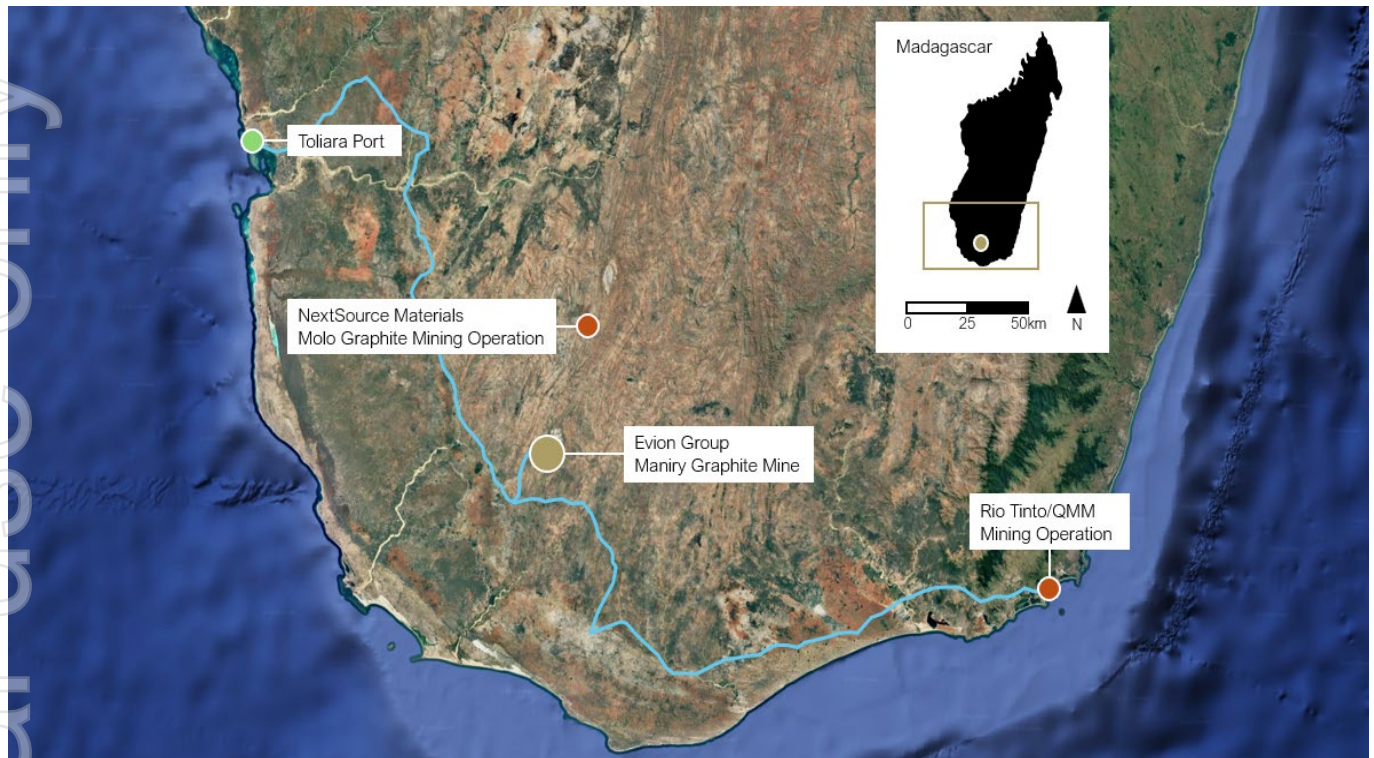 Toliara Port
NextSource Materials
Molo Graphite Mining Operation
Evion Group
Maniry Graphite Mine
Rio Tinto/QMM
Mining Operation
Madagascar
0 25 50km
N